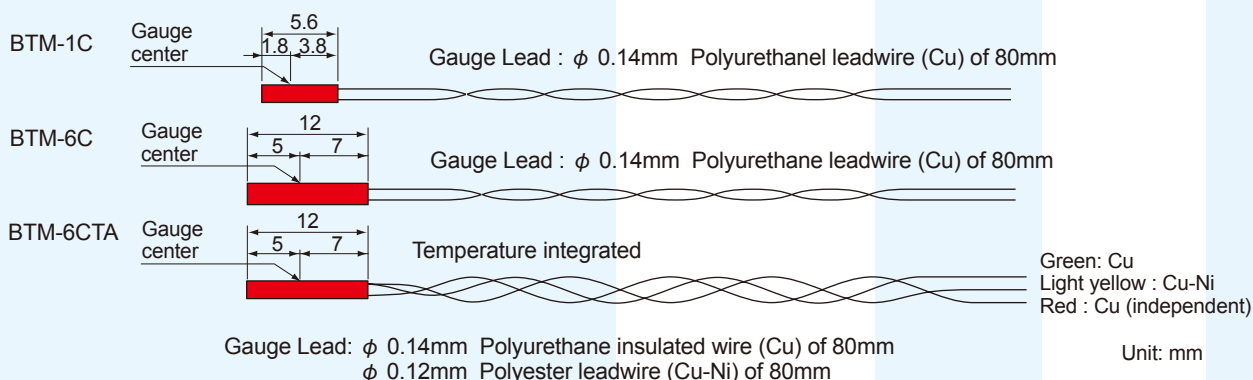 BTM-1C
Gauge
center
5.6
1.8 3.8
Gauge Lead : φ 0.14mm Polyurethanel leadwire (Cu) of 80mm
BTM-6C
Gauge
center
12
5 7
Gauge Lead : φ 0.14mm Polyurethane leadwire (Cu) of 80mm
BTM-6CTA
Gauge
center
12
5 7
Temperature integrated
Green: Cu
Light yellow : Cu-Ni
Red : Cu (independent)
Gauge Lead: φ 0.14mm Polyurethane insulated wire (Cu) of 80mm
φ 0.12mm Polyester leadwire (Cu-Ni) of 80mm
Unit: mm